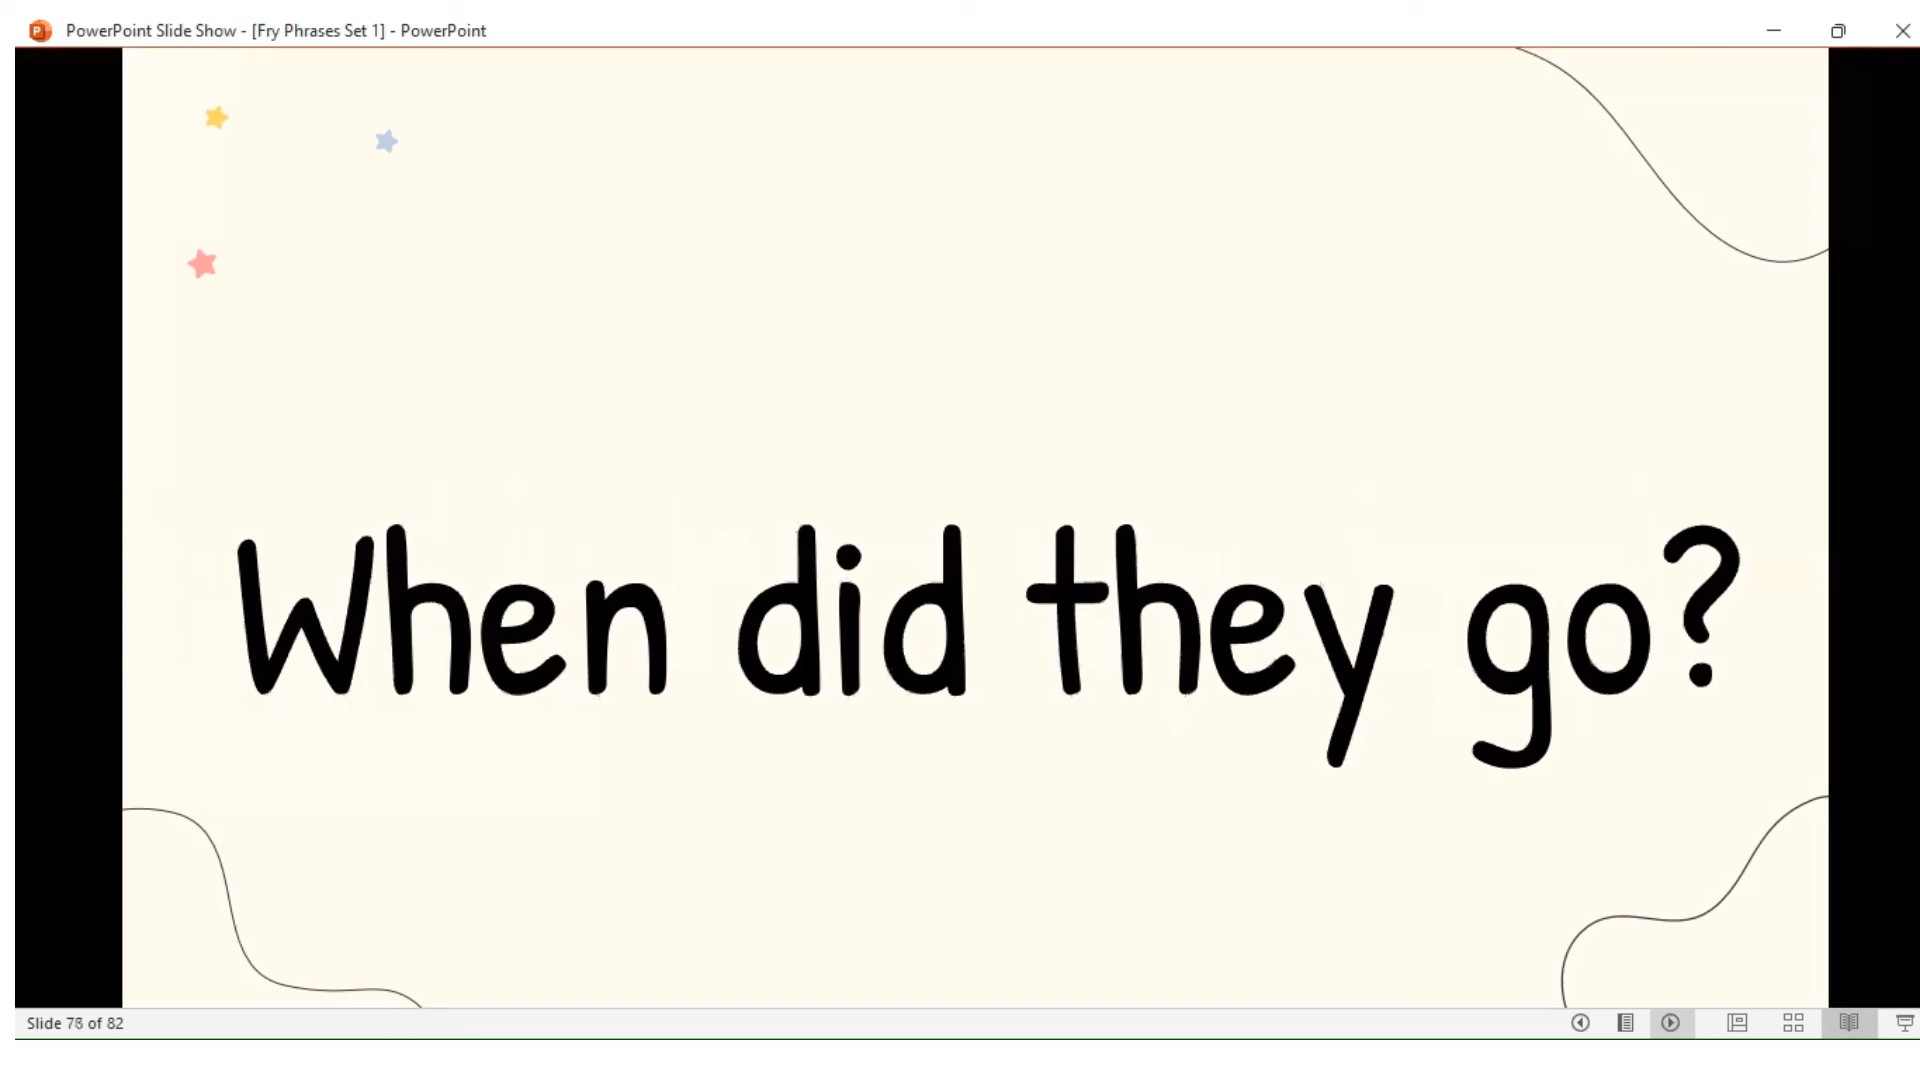 PowerPoint Slide Show - [Fry Phrases Set 1] - PowerPoint
When did they go?
Slide 78 of 82